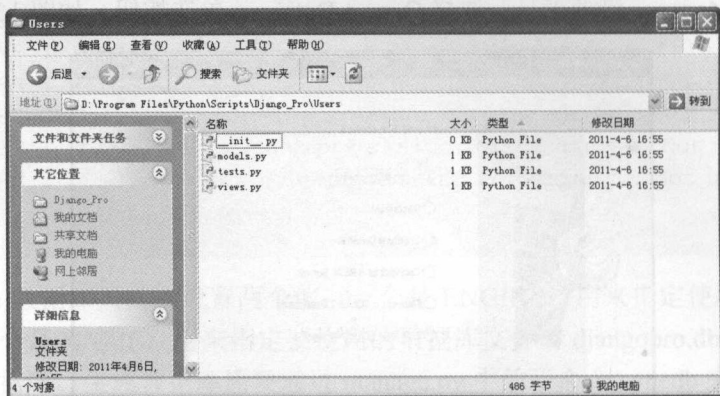 Users
文件(F) 编辑(E) 查看(V) 收藏(A) 工具(T) 帮助(H)
后退 搜索 文件夹
地址(D) D:\Program Files\Python\Scripts\Django_Pro\Users 转到
文件和文件夹任务
其它位置
Django_Pro
我的文档
共享文档
我的电脑
网上邻居
详细信息
Users
文件夹
修改日期: 2011年4月6日,
16:55
名称 大小 类型 修改日期
__init__.py 0 KB Python File 2011-4-6 16:55
models.py 1 KB Python File 2011-4-6 16:55
tests.py 1 KB Python File 2011-4-6 16:55
views.py 1 KB Python File 2011-4-6 16:55
4 个对象 486 字节 我的电脑